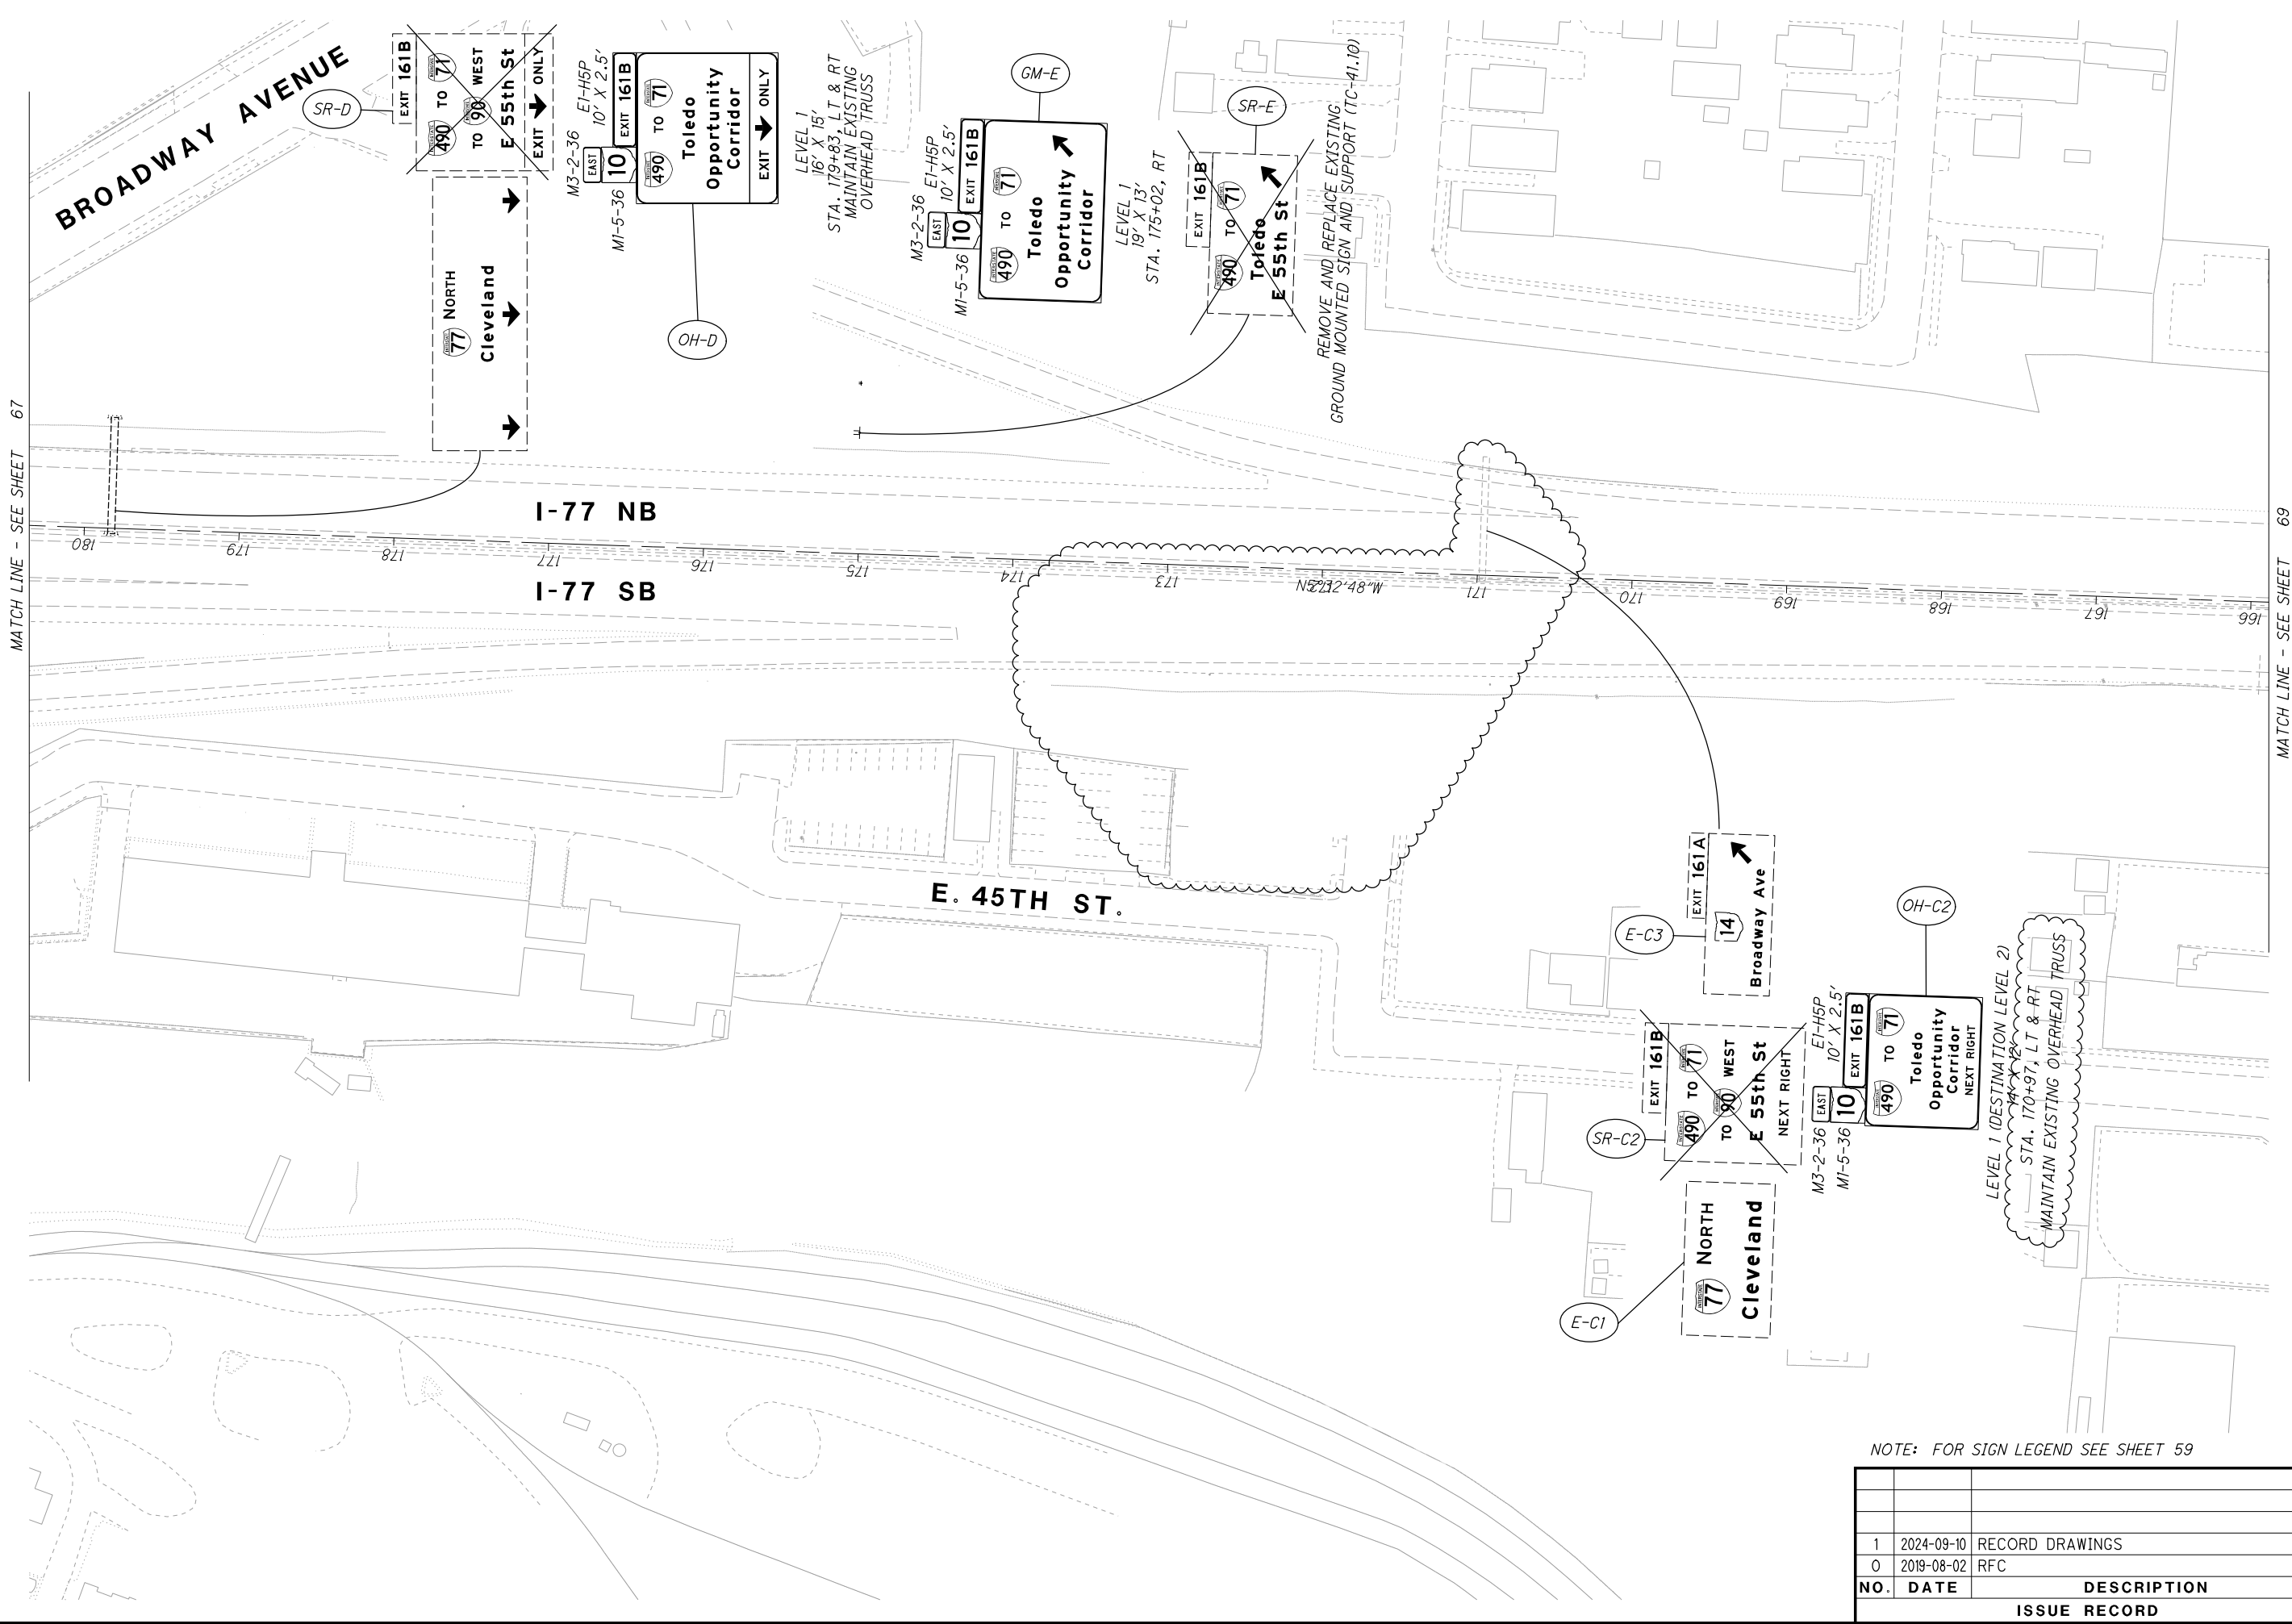 BROADWAY AVENUE
SR-D
EXIT 161B
490 TO 71
TO 90 WEST
E 55th St
EXIT ONLY
77 NORTH
Cleveland
M3-2-36
E1-H5P
10' X 2.5'
M1-5-36
EAST
10
EXIT 161B
490 TO 71
Toledo
Opportunity
Corridor
EXIT ONLY
OH-D
LEVEL 1
16' X 15'
STA. 179+83, LT & RT
MAINTAIN EXISTING
OVERHEAD TRUSS
GM-E
M3-2-36
E1-H5P
10' X 2.5'
M1-5-36
EAST
10
EXIT 161B
490 TO 71
Toledo
Opportunity
Corridor
LEVEL 1
19' X 13'
STA. 175+02, RT
SR-E
EXIT 161B
490 TO 71
Toledo
E 55th St
REMOVE AND REPLACE EXISTING
GROUND MOUNTED SIGN AND SUPPORT (TC-41.10)
MATCH LINE - SEE SHEET 67
I-77 NB
180 179 178 177 176 175 174 173 172 171 170 169 168 167 166
N5°12'48"W
I-77 SB
MATCH LINE - SEE SHEET 69
E. 45TH ST.
E-C3
EXIT 161A
14
Broadway Ave
SR-C2
EXIT 161B
490 TO 71
TO 90 WEST
E 55th St
NEXT RIGHT
E-C1
77 NORTH
Cleveland
OH-C2
M3-2-36
E1-H5P
M1-5-36
10' X 2.5'
EAST
10
EXIT 161B
490 TO 71
Toledo
Opportunity
Corridor
NEXT RIGHT
LEVEL 1 (DESTINATION LEVEL 2)
14' X 12'
STA. 170+97, LT & RT
MAINTAIN EXISTING OVERHEAD TRUSS
NOTE: FOR SIGN LEGEND SEE SHEET 59
1 2024-09-10 RECORD DRAWINGS
0 2019-08-02 RFC
NO. DATE DESCRIPTION
ISSUE RECORD